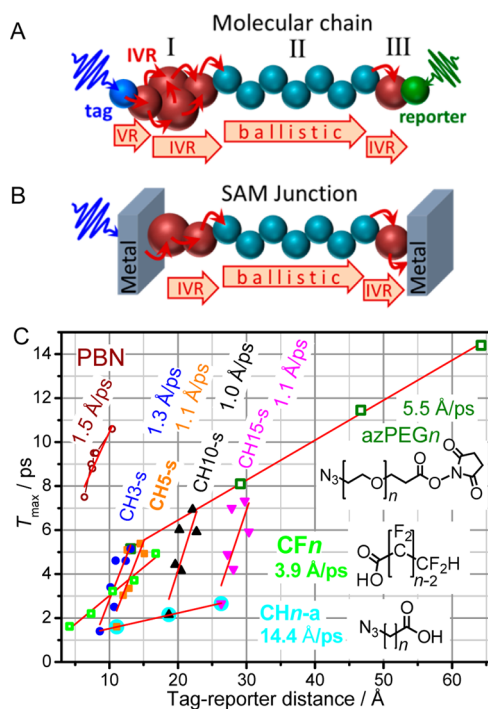 A
Molecular chain
IVR
I
II
III
tag
reporter
VR
IVR
ballistic
IVR
B
SAM Junction
Metal
Metal
IVR
ballistic
IVR
C
14
12
10
8
6
4
2
0
Tmax / ps
10
20
30
40
50
60
Tag-reporter distance / Å
PBN
1.5 Å/ps
CH3-s
1.3 Å/ps
CH5-s
1.1 Å/ps
CH10-s
1.0 Å/ps
CH15-s
1.1 Å/ps
5.5 Å/ps
azPEGn
N3
O
n
O
O
N
O
O
CFn
3.9 Å/ps
O
HO
F2
C
C
F2
n-2
CF2H
CHn-a
14.4 Å/ps
N3
n
O
OH